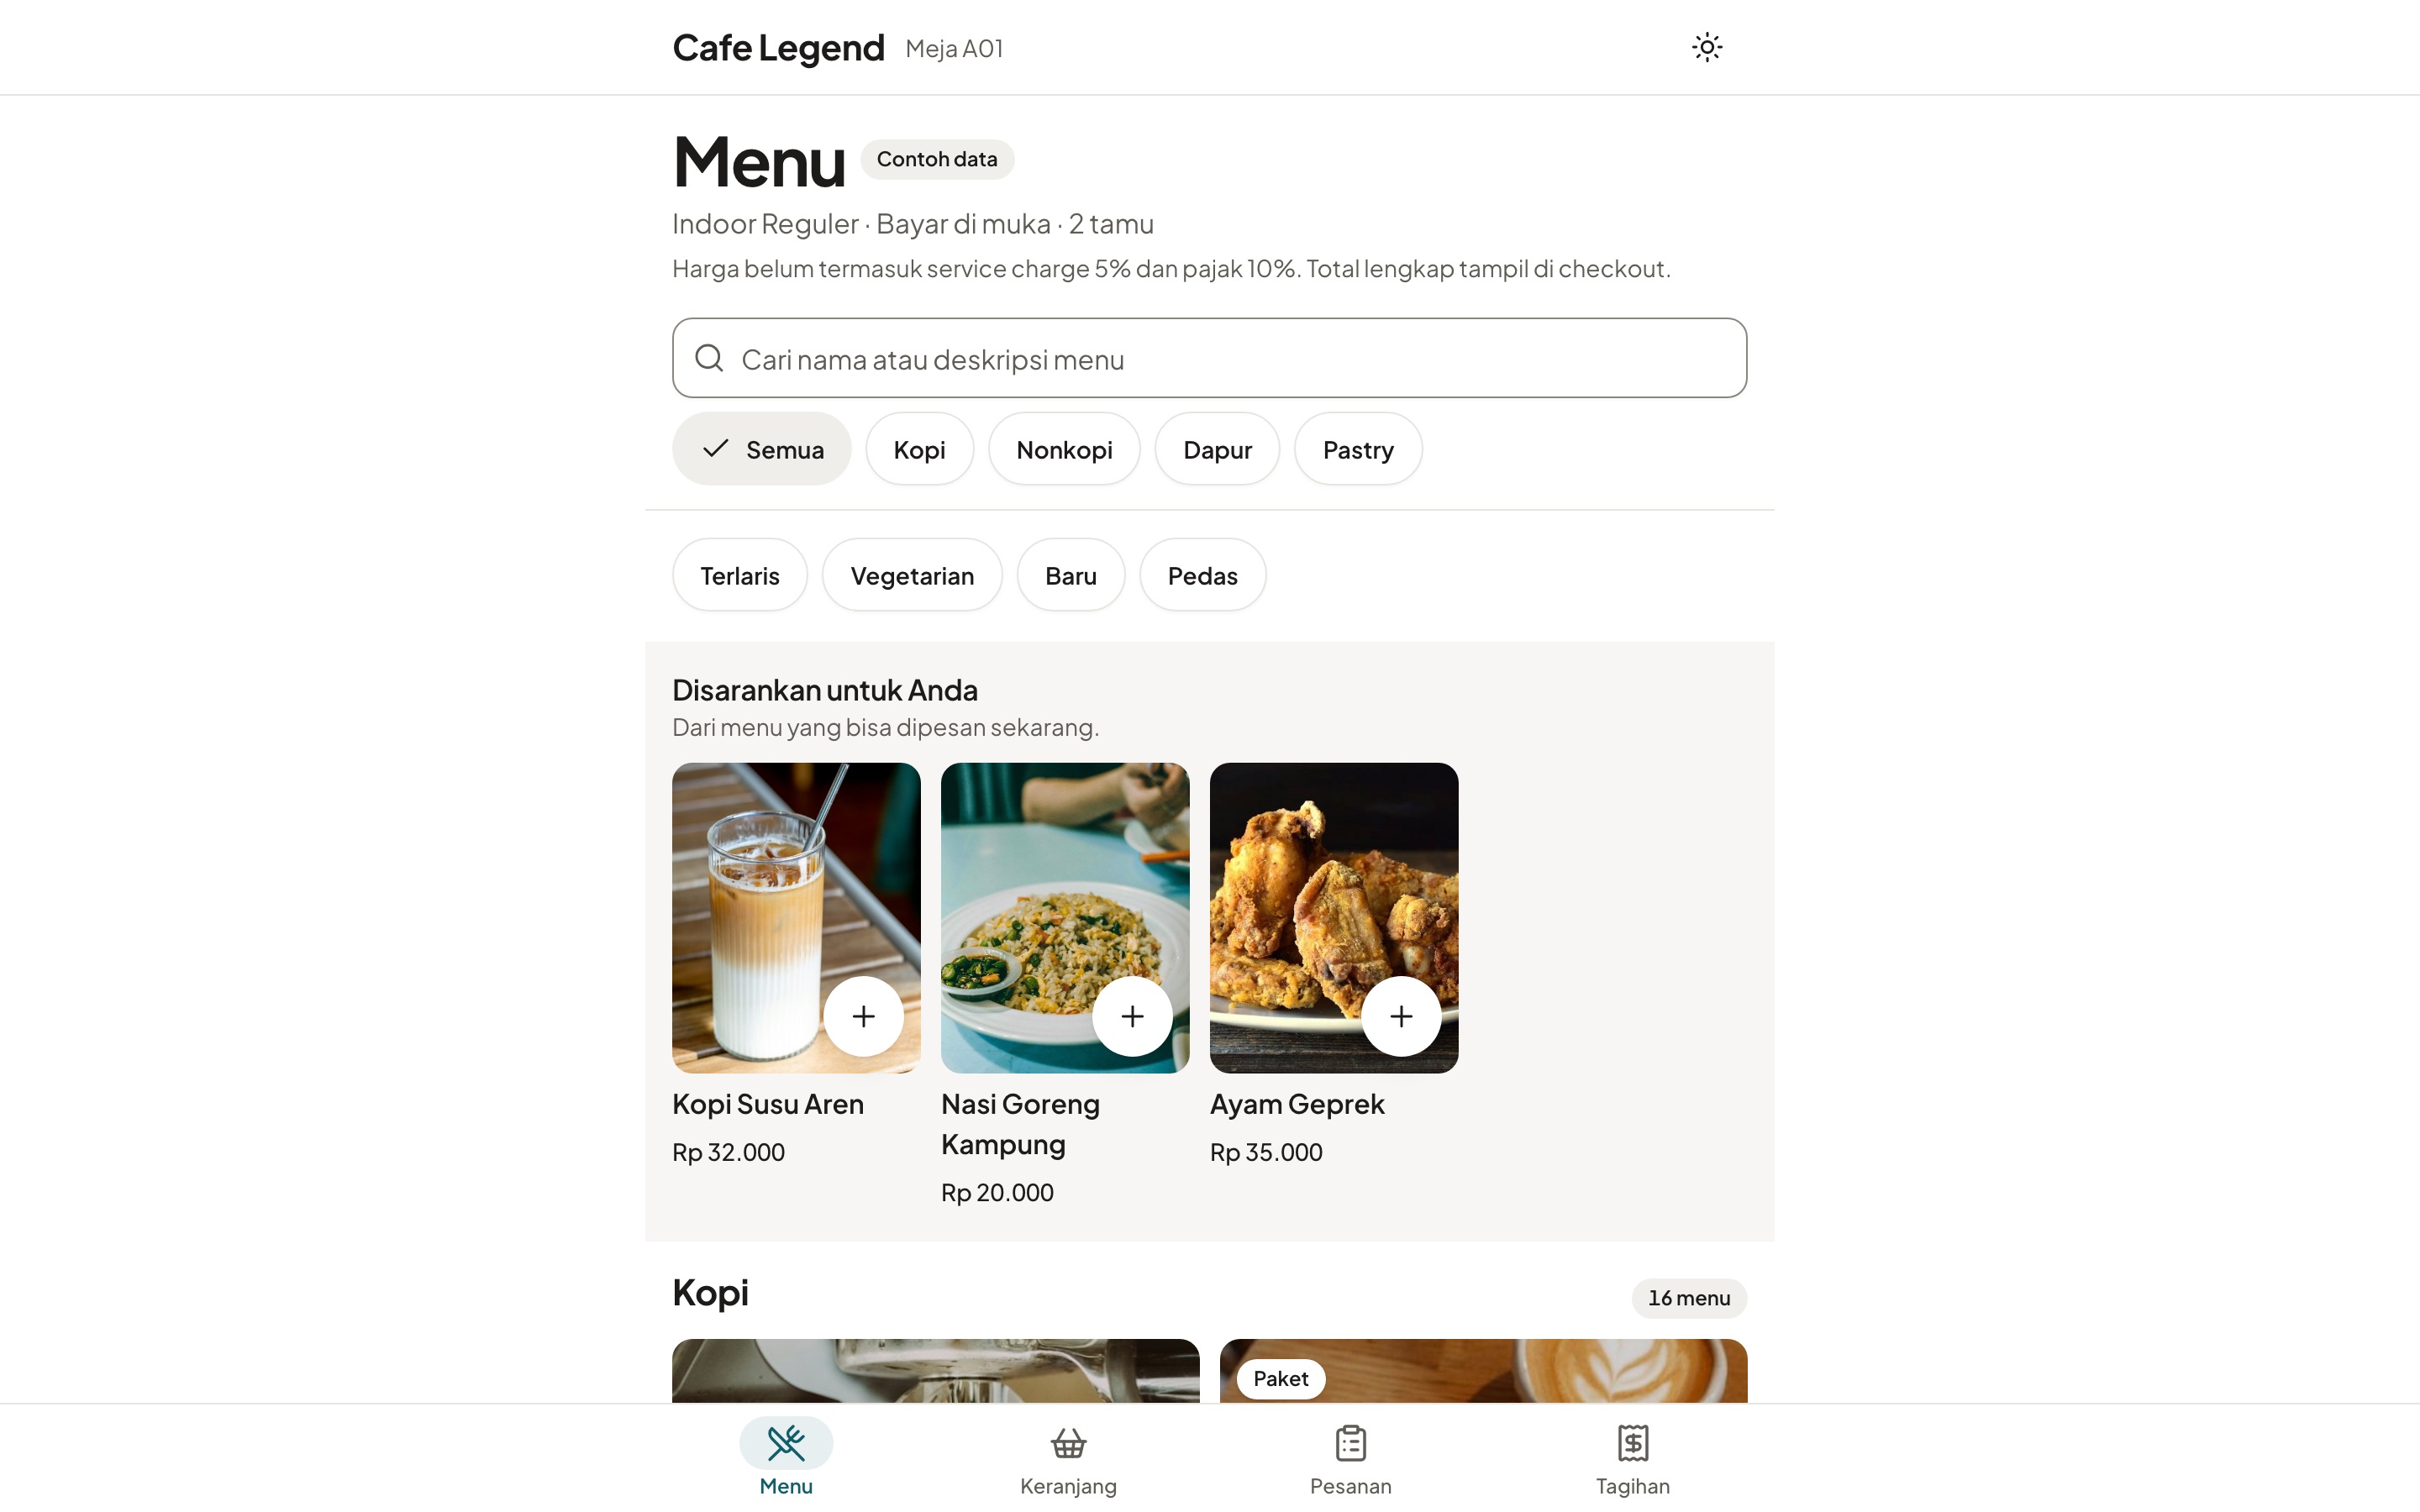 Cafe Legend Meja A01
Menu Contoh data
Indoor Reguler · Bayar di muka · 2 tamu
Harga belum termasuk service charge 5% dan pajak 10%. Total lengkap tampil di checkout.
Cari nama atau deskripsi menu
Semua Kopi Nonkopi Dapur Pastry
Terlaris Vegetarian Baru Pedas
Disarankan untuk Anda
Dari menu yang bisa dipesan sekarang.
Kopi Susu Aren
Rp 32.000
Nasi Goreng
Kampung
Rp 20.000
Ayam Geprek
Rp 35.000
Kopi 16 menu
Paket
Menu Keranjang Pesanan Tagihan